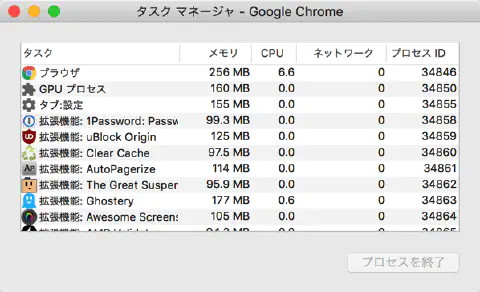 タスク マネージャ - Google Chrome
タスク メモリ CPU ネットワーク プロセス ID
ブラウザ 256 MB 6.6 0 34846
GPU プロセス 160 MB 0.0 0 34850
タブ:設定 155 MB 0.0 0 34855
拡張機能: 1Password: Passw 99.3 MB 0.0 0 34858
拡張機能: uBlock Origin 125 MB 0.0 0 34859
拡張機能: Clear Cache 97.5 MB 0.0 0 34860
拡張機能: AutoPagerize 114 MB 0.0 0 34861
拡張機能: The Great Susper 95.9 MB 0.0 0 34862
拡張機能: Ghostery 177 MB 0.6 0 34863
拡張機能: Awesome Screens 105 MB 0.0 0 34864
プロセスを終了